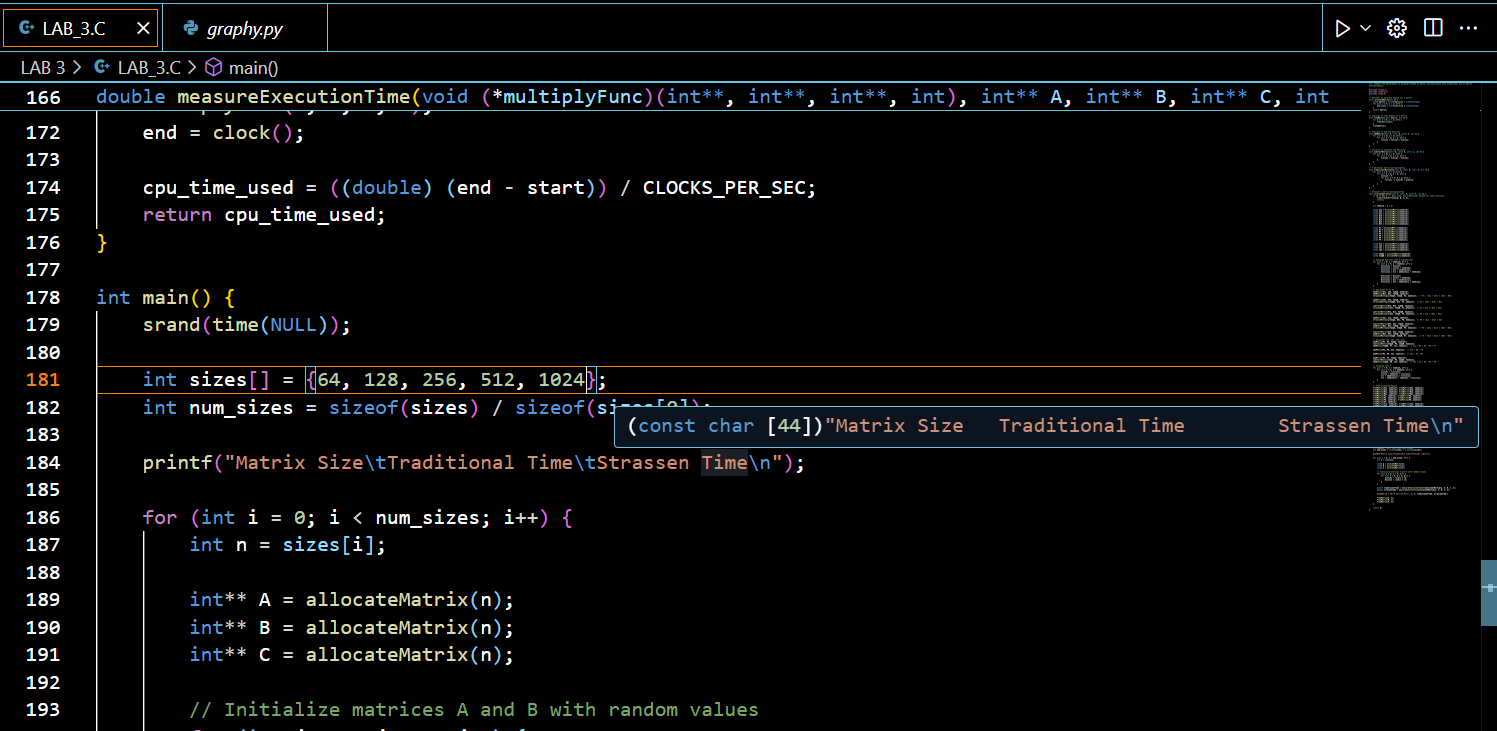 LAB_3.C graphy.py
LAB 3 > LAB_3.C > main()
166 double measureExecutionTime(void (*multiplyFunc)(int**, int**, int**, int), int** A, int** B, int** C, int
172 end = clock();
173
174 cpu_time_used = ((double) (end - start)) / CLOCKS_PER_SEC;
175 return cpu_time_used;
176 }
177
178 int main() {
179 srand(time(NULL));
180
181 int sizes[] = {64, 128, 256, 512, 1024};
182 int num_sizes = sizeof(sizes) / sizeof(sizes[0]);
(const char [44])"Matrix Size Traditional Time Strassen Time\n"
183
184 printf("Matrix Size\tTraditional Time\tStrassen Time\n");
185
186 for (int i = 0; i < num_sizes; i++) {
187 int n = sizes[i];
188
189 int** A = allocateMatrix(n);
190 int** B = allocateMatrix(n);
191 int** C = allocateMatrix(n);
192
193 // Initialize matrices A and B with random values